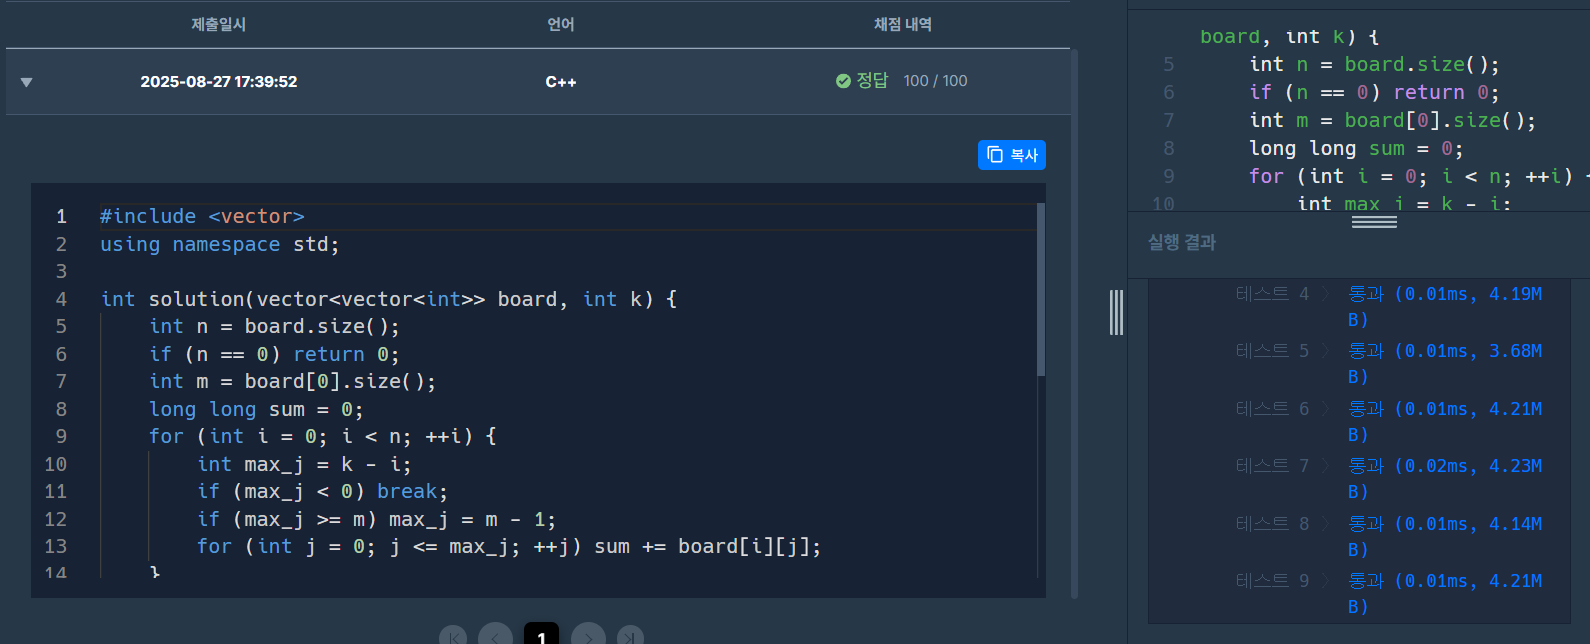 제출일시 언어 채점 내역
2025-08-27 17:39:52 C++ 정답 100 / 100
복사
1 #include <vector>
2 using namespace std;
3
4 int solution(vector<vector<int>> board, int k) {
5 int n = board.size();
6 if (n == 0) return 0;
7 int m = board[0].size();
8 long long sum = 0;
9 for (int i = 0; i < n; ++i) {
10 int max_j = k - i;
11 if (max_j < 0) break;
12 if (max_j >= m) max_j = m - 1;
13 for (int j = 0; j <= max_j; ++j) sum += board[i][j];
14 }
1
board, int k) {
5 int n = board.size();
6 if (n == 0) return 0;
7 int m = board[0].size();
8 long long sum = 0;
9 for (int i = 0; i < n; ++i) {
10 int max_j = k - i;
실행 결과
테스트 4 〉 통과 (0.01ms, 4.19M
B)
테스트 5 〉 통과 (0.01ms, 3.68M
B)
테스트 6 〉 통과 (0.01ms, 4.21M
B)
테스트 7 〉 통과 (0.02ms, 4.23M
B)
테스트 8 〉 통과 (0.01ms, 4.14M
B)
테스트 9 〉 통과 (0.01ms, 4.21M
B)